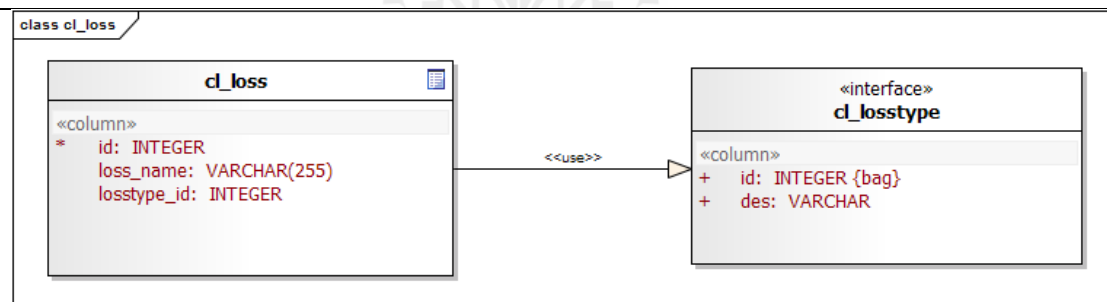 class cl_loss
cl_loss
«column»
* id: INTEGER
loss_name: VARCHAR(255)
losstype_id: INTEGER
<<use>>
«interface»
cl_losstype
«column»
+ id: INTEGER {bag}
+ des: VARCHAR